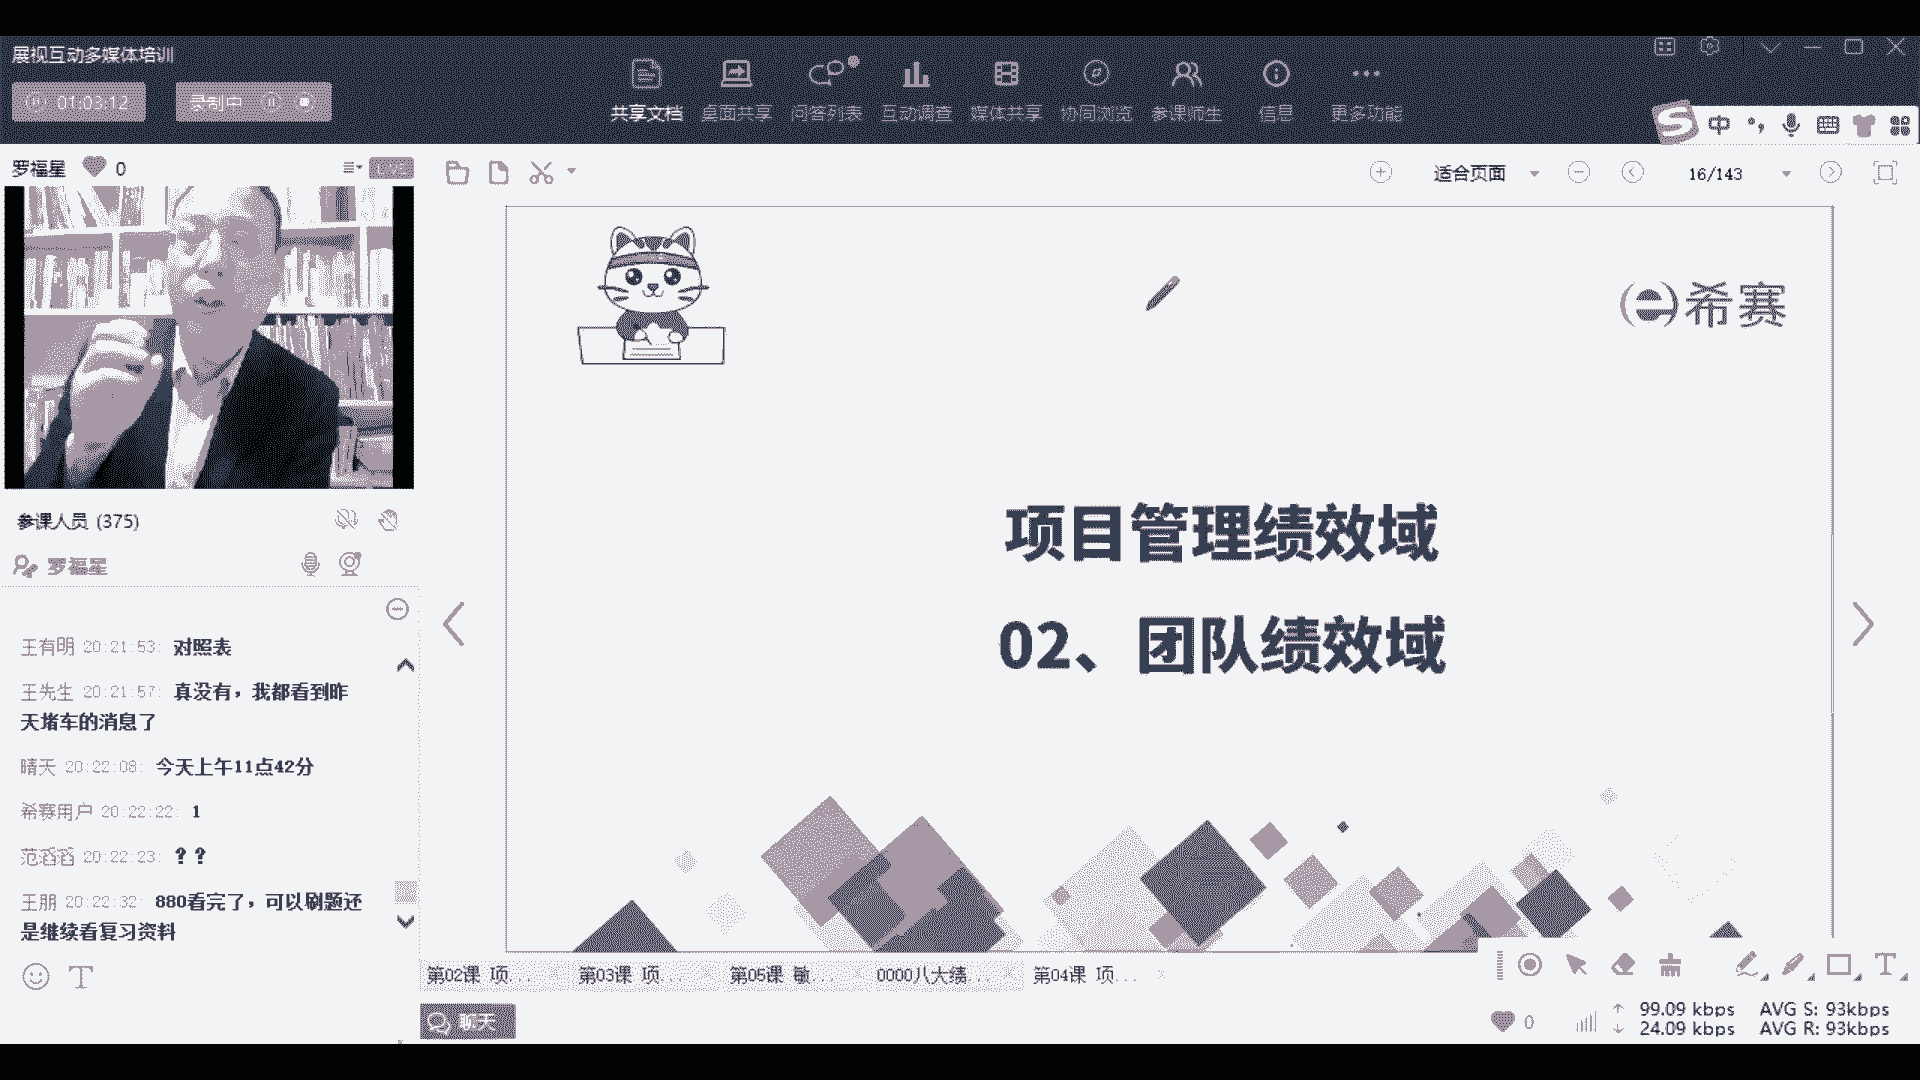 展视互动多媒体培训
01:03:12
录制中
共享文档
桌面共享
问答列表
互动调查
媒体共享
协同浏览
参课师生
信息
更多功能
中
罗福星
0
LIVE
适合页面
16/143
希赛
项目管理绩效域
02、团队绩效域
参课人员 (375)
罗福星
王有明 20:21:53: 对照表
王先生 20:21:57: 真没有，我都看到昨
天堵车的消息了
晴天 20:22:08: 今天上午11点42分
希赛用户 20:22:22: 1
范滔滔 20:22:23: ？？
王朋 20:22:32: 880看完了，可以刷题还
是继续看复习资料
第02课 项...
第03课 项...
第05课 敏...
0000八大绩...
第04课 项...
聊天
0
99.09 kbps
AVG S: 93kbps
24.09 kbps
AVG R: 93kbps